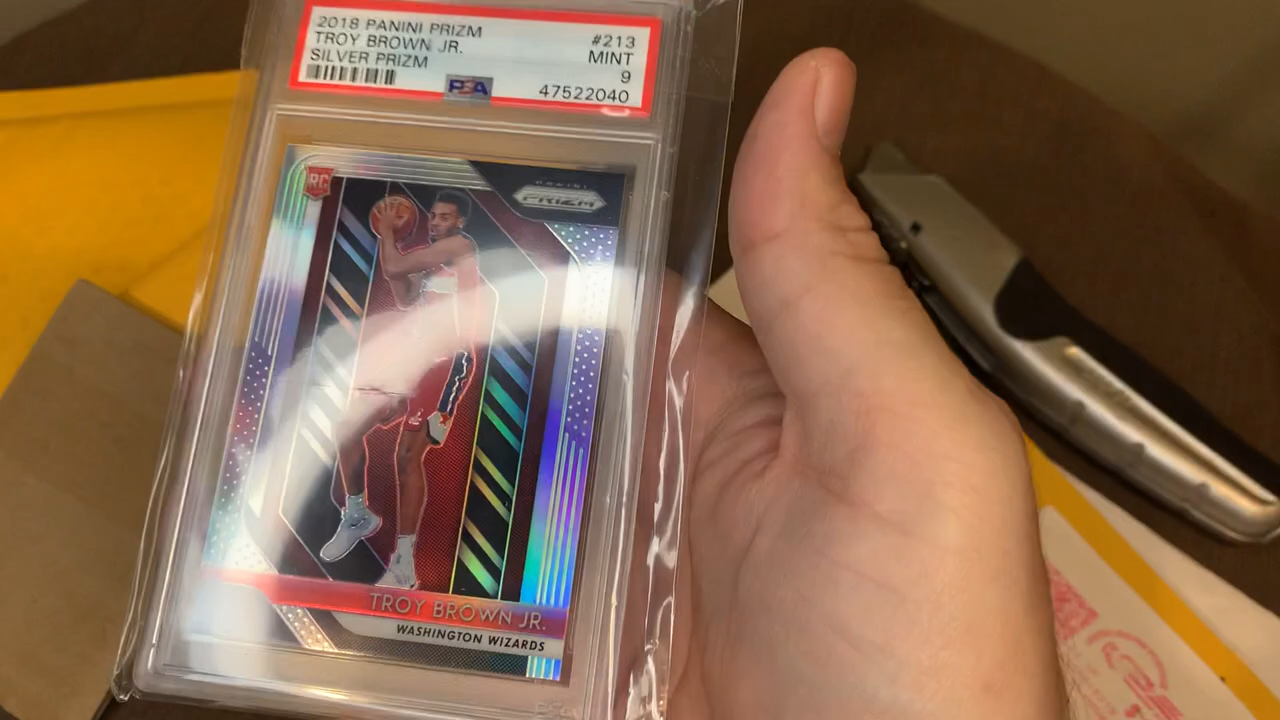 2018 PANINI PRIZM #213
TROY BROWN JR. MINT
SILVER PRIZM 9
PSA 47522040
RC
PANINI
PRIZM
TROY BROWN JR.
WASHINGTON WIZARDS